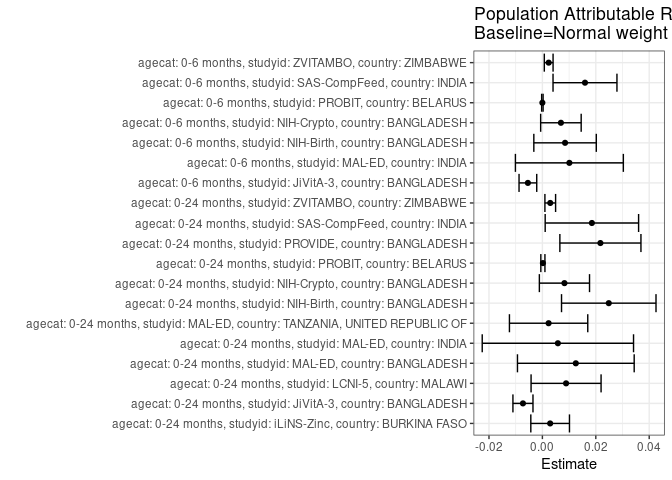 Population Attributable R
Baseline=Normal weight
agecat: 0-6 months, studyid: ZVITAMBO, country: ZIMBABWE
agecat: 0-6 months, studyid: SAS-CompFeed, country: INDIA
agecat: 0-6 months, studyid: PROBIT, country: BELARUS
agecat: 0-6 months, studyid: NIH-Crypto, country: BANGLADESH
agecat: 0-6 months, studyid: NIH-Birth, country: BANGLADESH
agecat: 0-6 months, studyid: MAL-ED, country: INDIA
agecat: 0-6 months, studyid: JiVitA-3, country: BANGLADESH
agecat: 0-24 months, studyid: ZVITAMBO, country: ZIMBABWE
agecat: 0-24 months, studyid: SAS-CompFeed, country: INDIA
agecat: 0-24 months, studyid: PROVIDE, country: BANGLADESH
agecat: 0-24 months, studyid: PROBIT, country: BELARUS
agecat: 0-24 months, studyid: NIH-Crypto, country: BANGLADESH
agecat: 0-24 months, studyid: NIH-Birth, country: BANGLADESH
agecat: 0-24 months, studyid: MAL-ED, country: TANZANIA, UNITED REPUBLIC OF
agecat: 0-24 months, studyid: MAL-ED, country: INDIA
agecat: 0-24 months, studyid: MAL-ED, country: BANGLADESH
agecat: 0-24 months, studyid: LCNI-5, country: MALAWI
agecat: 0-24 months, studyid: JiVitA-3, country: BANGLADESH
agecat: 0-24 months, studyid: iLiNS-Zinc, country: BURKINA FASO
-0.02 0.00 0.02 0.04
Estimate